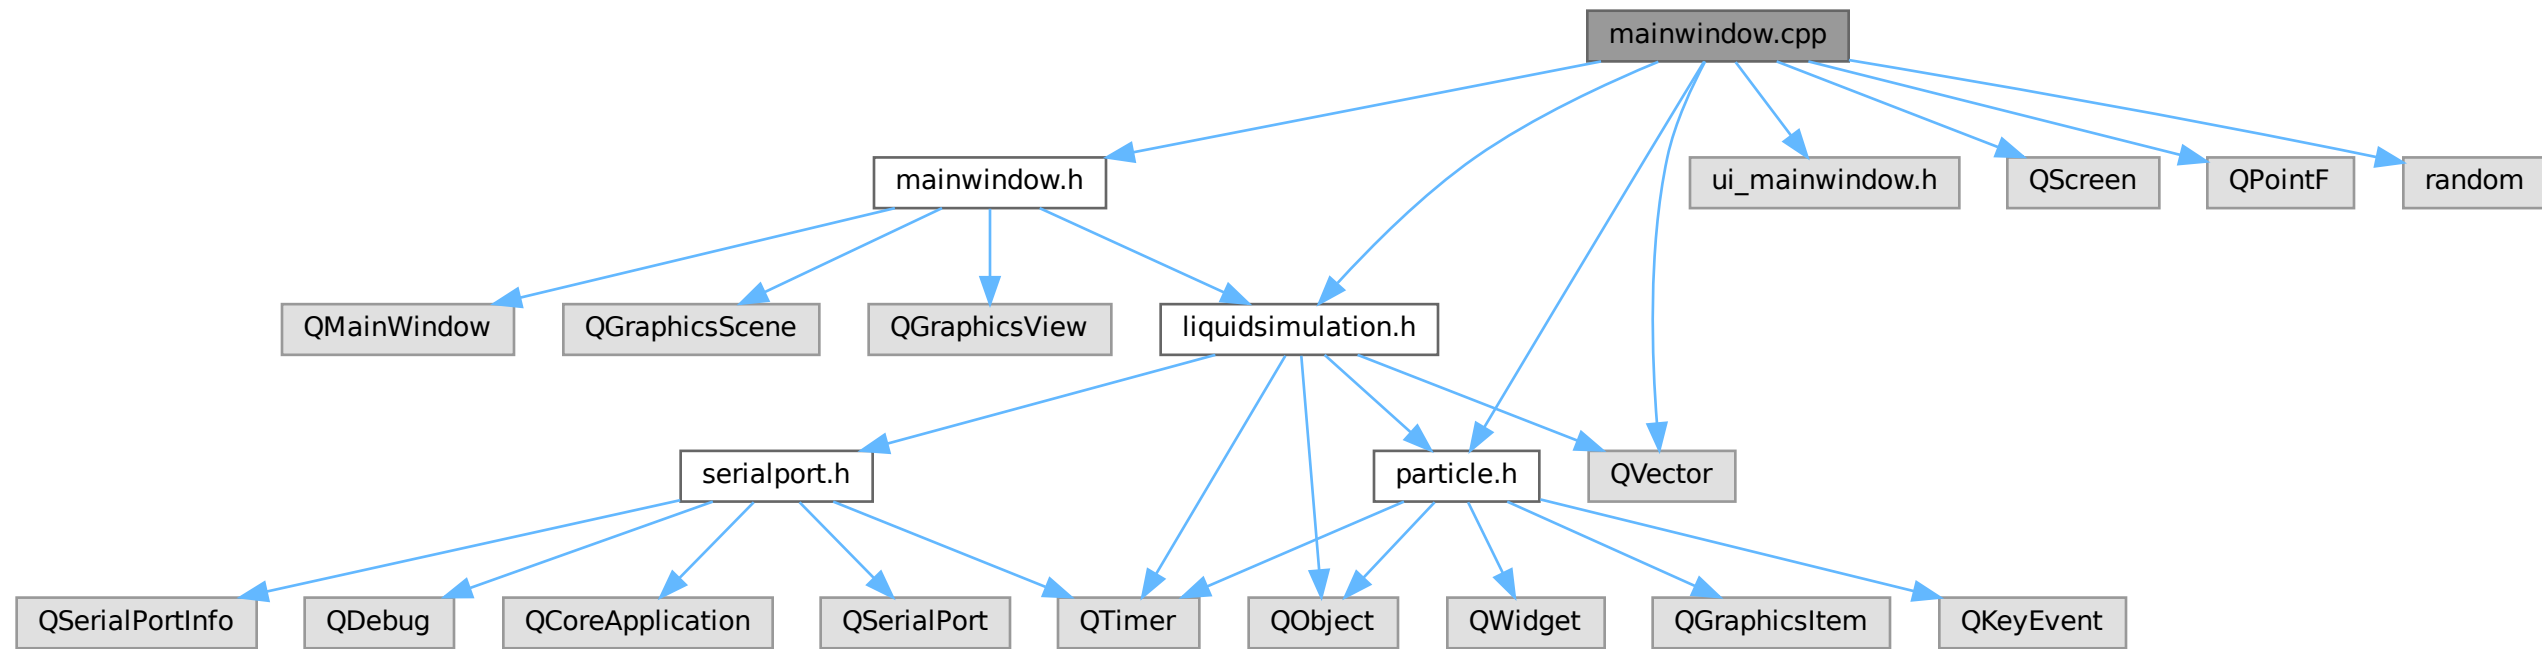 mainwindow.cpp
mainwindow.h
ui_mainwindow.h
QScreen
QPointF
random
QMainWindow
QGraphicsScene
QGraphicsView
liquidsimulation.h
serialport.h
particle.h
QVector
QSerialPortInfo
QDebug
QCoreApplication
QSerialPort
QTimer
QObject
QWidget
QGraphicsItem
QKeyEvent